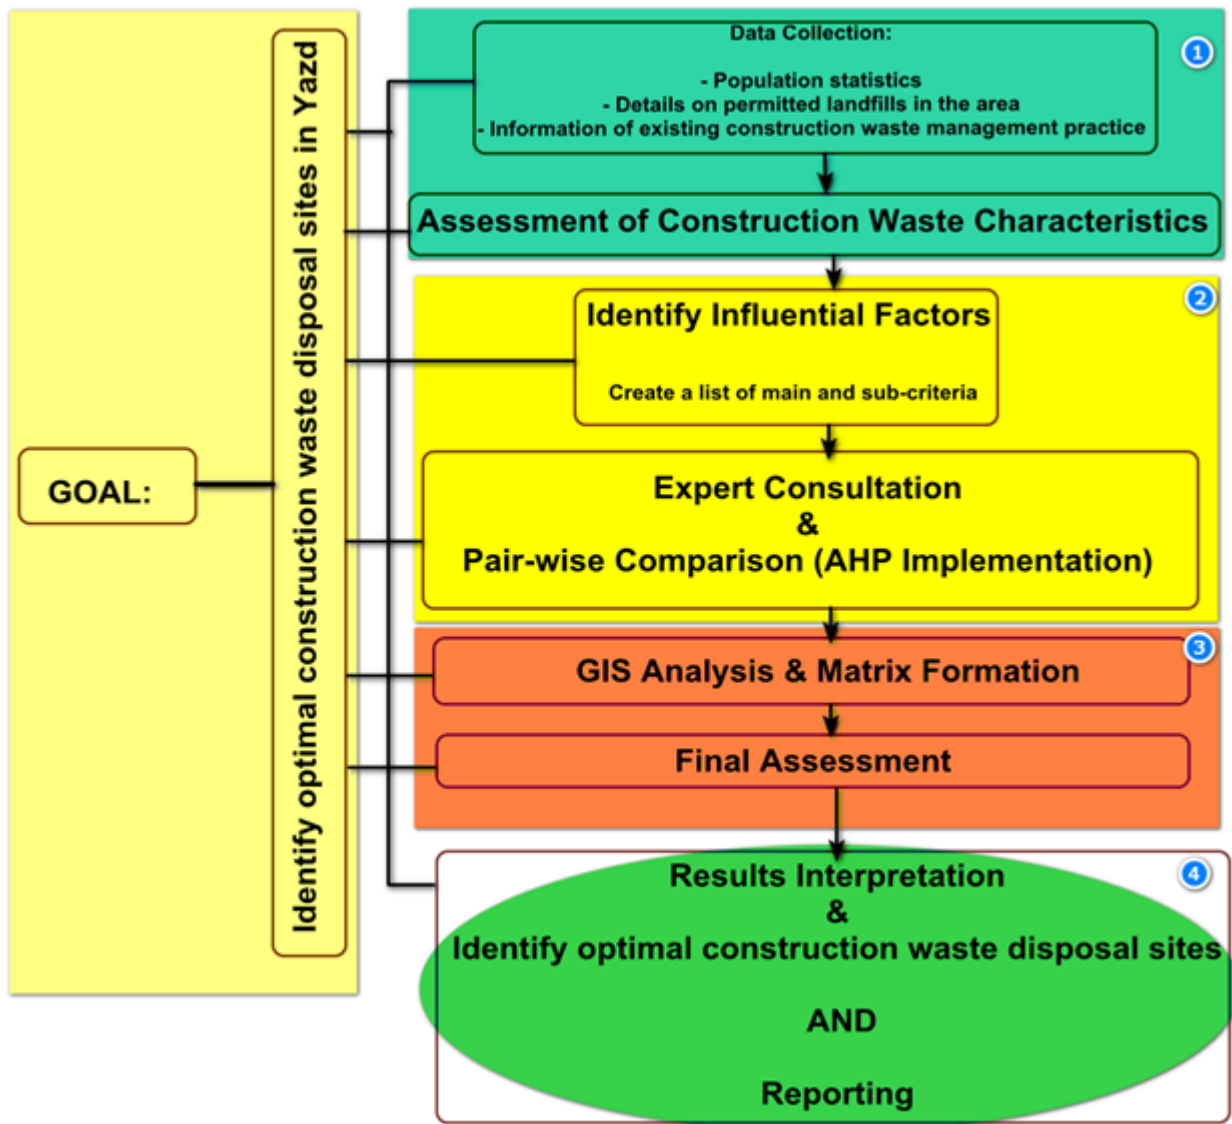 GOAL:
Identify optimal construction waste disposal sites in Yazd
1
Data Collection:
- Population statistics
- Details on permitted landfills in the area
- Information of existing construction waste management practice
Assessment of Construction Waste Characteristics
2
Identify Influential Factors
Create a list of main and sub-criteria
Expert Consultation
&
Pair-wise Comparison (AHP Implementation)
3
GIS Analysis & Matrix Formation
Final Assessment
4
Results Interpretation
&
Identify optimal construction waste disposal sites
AND
Reporting